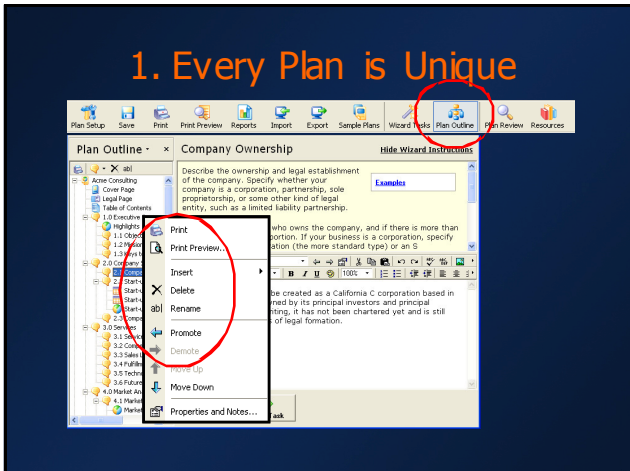 1. Every Plan is Unique
Plan Setup Save Print Print Preview Reports Import Export Sample Plans Wizard Tasks Plan Outline Plan Review Resources
Plan Outline
Company Ownership
Hide Wizard Instructions
Describe the ownership and legal establishment
of the company. Specify whether your
company is a corporation, partnership, sole
proprietorship, or some other kind of legal
entity, such as a limited liability partnership.
Examples
who owns the company, and if there is more than
portion. If your business is a corporation, specify
ation (the more standard type) or an S
100%
be created as a California C corporation based in
ned by its principal investors and principal
nting, it has not been chartered yet and is still
s of legal formation.
Task
abl
Acme Consulting
Cover Page
Legal Page
Table of Contents
1.0 Executive
Highlights
1.1 Object
1.2 Mission
1.3 Keys t
2.0 Company S
2.1 Compa
2.2 Start-u
Start-u
Start-u
Start-u
2.3 Compa
3.0 Services
3.1 Service
3.2 Compe
3.3 Sales L
3.4 Fulfillm
3.5 Techn
3.6 Future
4.0 Market An
4.1 Market
Market
Print
Print Preview...
Insert
Delete
abl Rename
Promote
Demote
Move Up
Move Down
Properties and Notes...